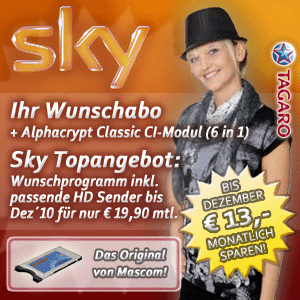 sky
TAGARO
Ihr Wunschabo
+ Alphacrypt Classic CI-Modul (6 in 1)
Sky Topangebot:
Wunschprogramm inkl.
passende HD Sender bis
Dez´10 für nur € 19,90 mtl.
BIS
DEZEMBER
€ 13,-
MONATLICH
SPAREN!
Das Original
von Mascom!